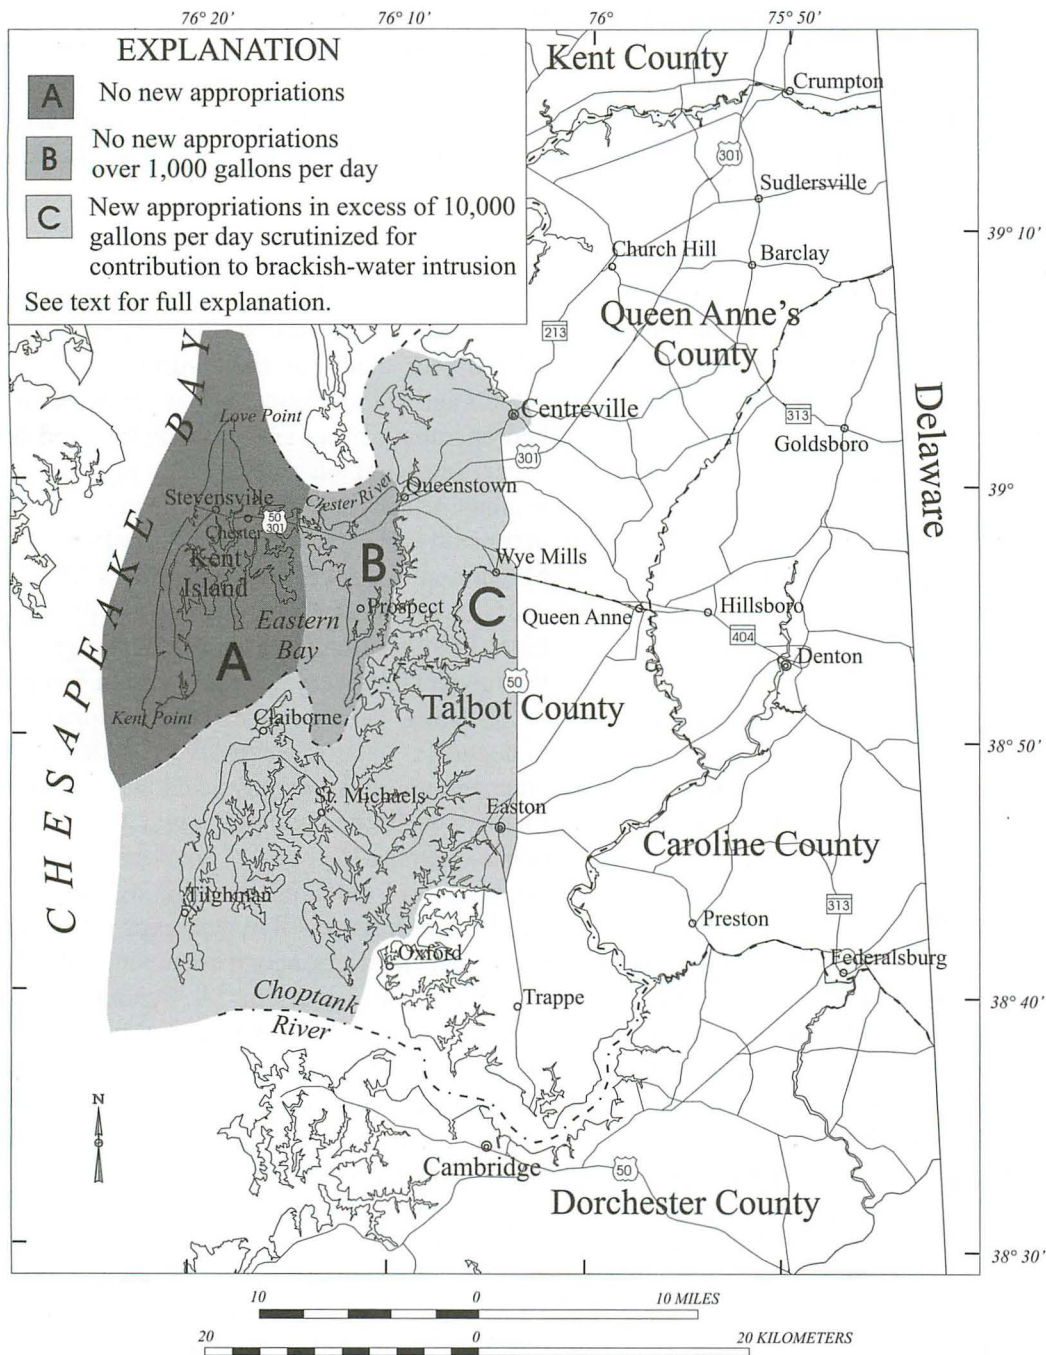 76° 20'
76° 10'
76°
75° 50'
EXPLANATION
A
No new appropriations
B
No new appropriations
over 1,000 gallons per day
C
New appropriations in excess of 10,000
gallons per day scrutinized for
contribution to brackish-water intrusion
See text for full explanation.
Kent County
Crumpton
301
Sudlersville
39° 10'
Church Hill
Barclay
Queen Anne's
County
213
CHESAPEAKE BAY
Love Point
Centreville
313
Goldsboro
Delaware
301
Chester River
Queenstown
39°
Stevensville
50
301
Chester
Kent
Island
B
Wye Mills
Prospect
C
Eastern
Bay
Queen Anne
Hillsboro
404
A
Denton
50
Kent Point
Claiborne
Talbot County
38° 50'
St. Michaels
Easton
Caroline County
Tilghman
313
Preston
Oxford
Federalsburg
Choptank
River
Trappe
38° 40'
N
Cambridge
50
Dorchester County
38° 30'
10
0
10 MILES
20
0
20 KILOMETERS